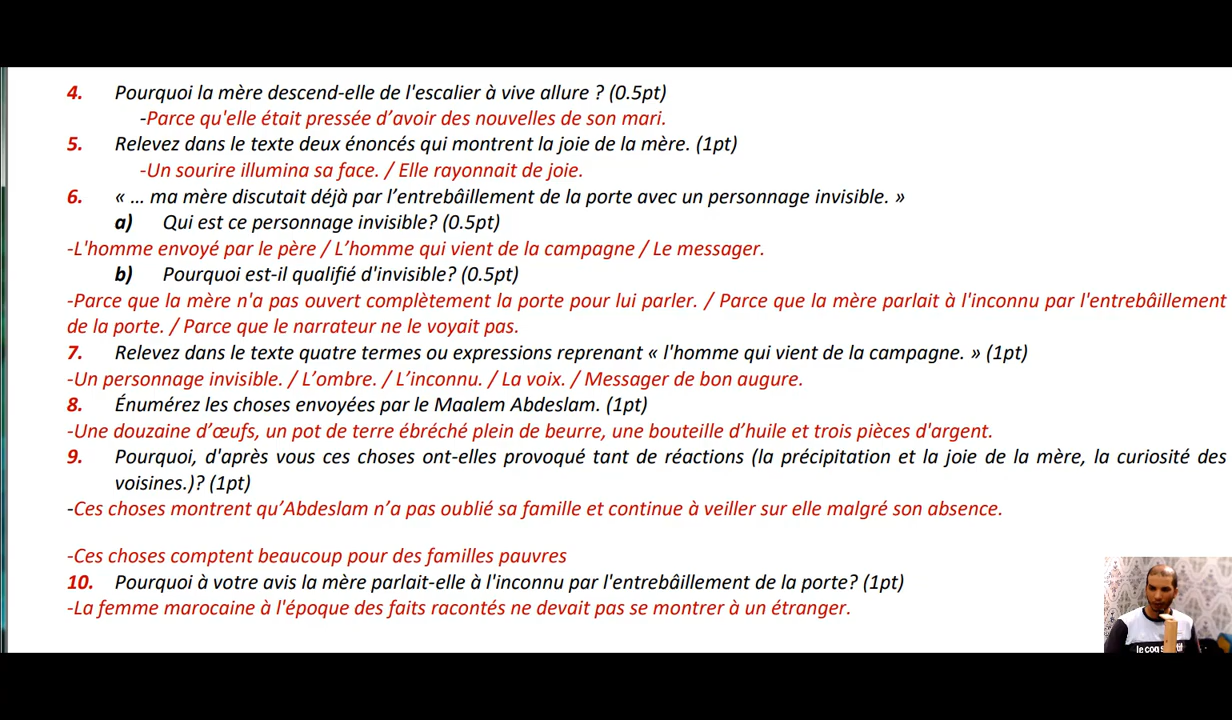 4. Pourquoi la mère descend-elle de l'escalier à vive allure ? (0.5pt)
-Parce qu'elle était pressée d’avoir des nouvelles de son mari.
5. Relevez dans le texte deux énoncés qui montrent la joie de la mère. (1pt)
-Un sourire illumina sa face. / Elle rayonnait de joie.
6. « … ma mère discutait déjà par l’entrebâillement de la porte avec un personnage invisible. »
a) Qui est ce personnage invisible? (0.5pt)
-L'homme envoyé par le père / L’homme qui vient de la campagne / Le messager.
b) Pourquoi est-il qualifié d'invisible? (0.5pt)
-Parce que la mère n'a pas ouvert complètement la porte pour lui parler. / Parce que la mère parlait à l'inconnu par l'entrebâillement
de la porte. / Parce que le narrateur ne le voyait pas.
7. Relevez dans le texte quatre termes ou expressions reprenant « l'homme qui vient de la campagne. » (1pt)
-Un personnage invisible. / L’ombre. / L’inconnu. / La voix. / Messager de bon augure.
8. Énumérez les choses envoyées par le Maalem Abdeslam. (1pt)
-Une douzaine d’œufs, un pot de terre ébréché plein de beurre, une bouteille d’huile et trois pièces d'argent.
9. Pourquoi, d'après vous ces choses ont-elles provoqué tant de réactions (la précipitation et la joie de la mère, la curiosité des
voisines.)? (1pt)
-Ces choses montrent qu’Abdeslam n’a pas oublié sa famille et continue à veiller sur elle malgré son absence.
-Ces choses comptent beaucoup pour des familles pauvres
10. Pourquoi à votre avis la mère parlait-elle à l'inconnu par l'entrebâillement de la porte? (1pt)
-La femme marocaine à l'époque des faits racontés ne devait pas se montrer à un étranger.
le coq